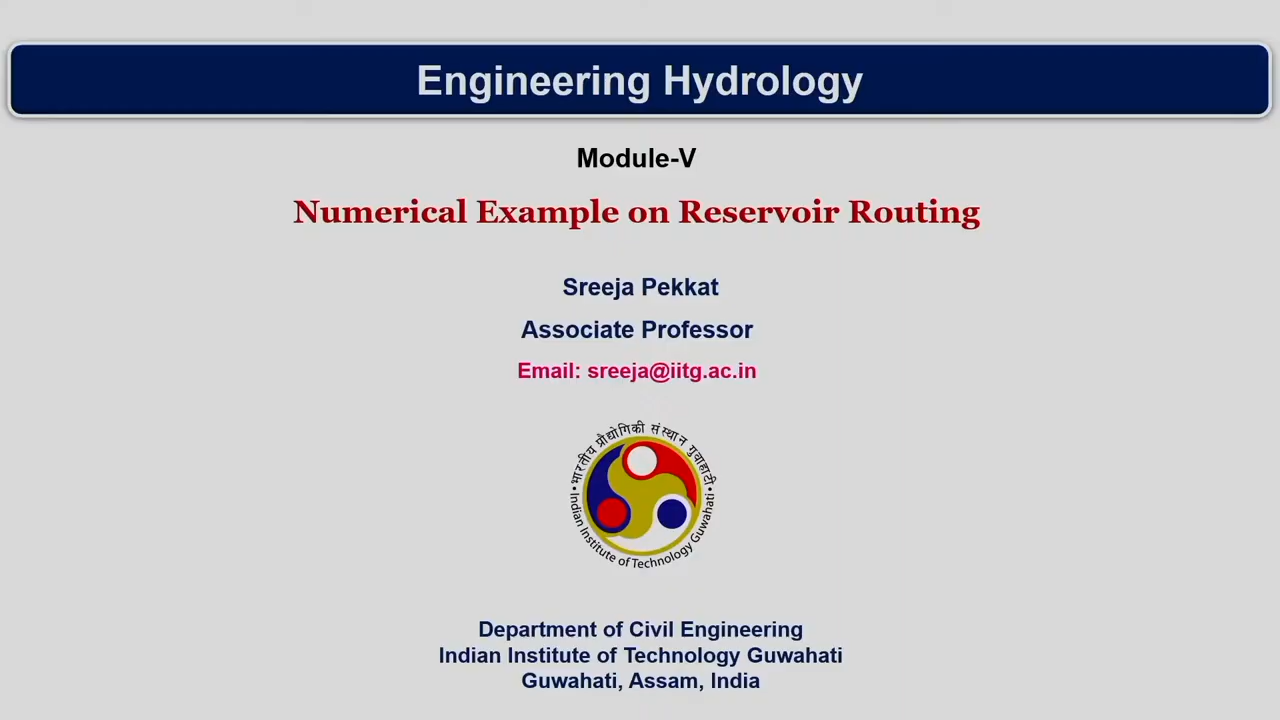 Engineering Hydrology
Module-V
Numerical Example on Reservoir Routing
Sreeja Pekkat
Associate Professor
Email: sreeja@iitg.ac.in
भारतीय प्रौद्योगिकी संस्थान गुवाहाटी
Indian Institute of Technology Guwahati
Department of Civil Engineering
Indian Institute of Technology Guwahati
Guwahati, Assam, India